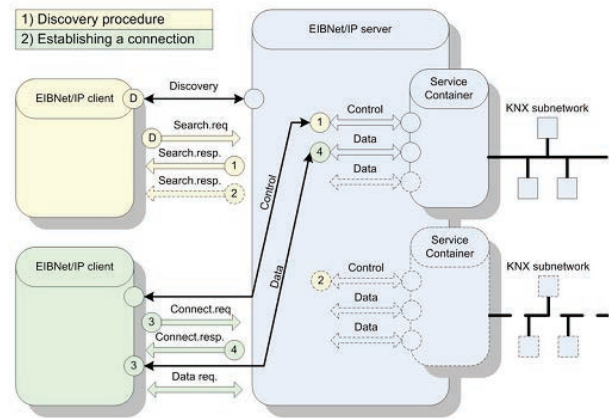 1) Discovery procedure
2) Establishing a connection
EIBNet/IP server
EIBNet/IP client
D
Discovery
D
Search.req
Search.resp.
1
Search.resp.
2
Service
Container
1
Control
4
Data
Data
KNX subnetwork
Control
Data
EIBNet/IP client
Connect.req
3
Connect.resp.
4
3
Data req.
Service
Container
2
Control
Data
Data
KNX subnetwork